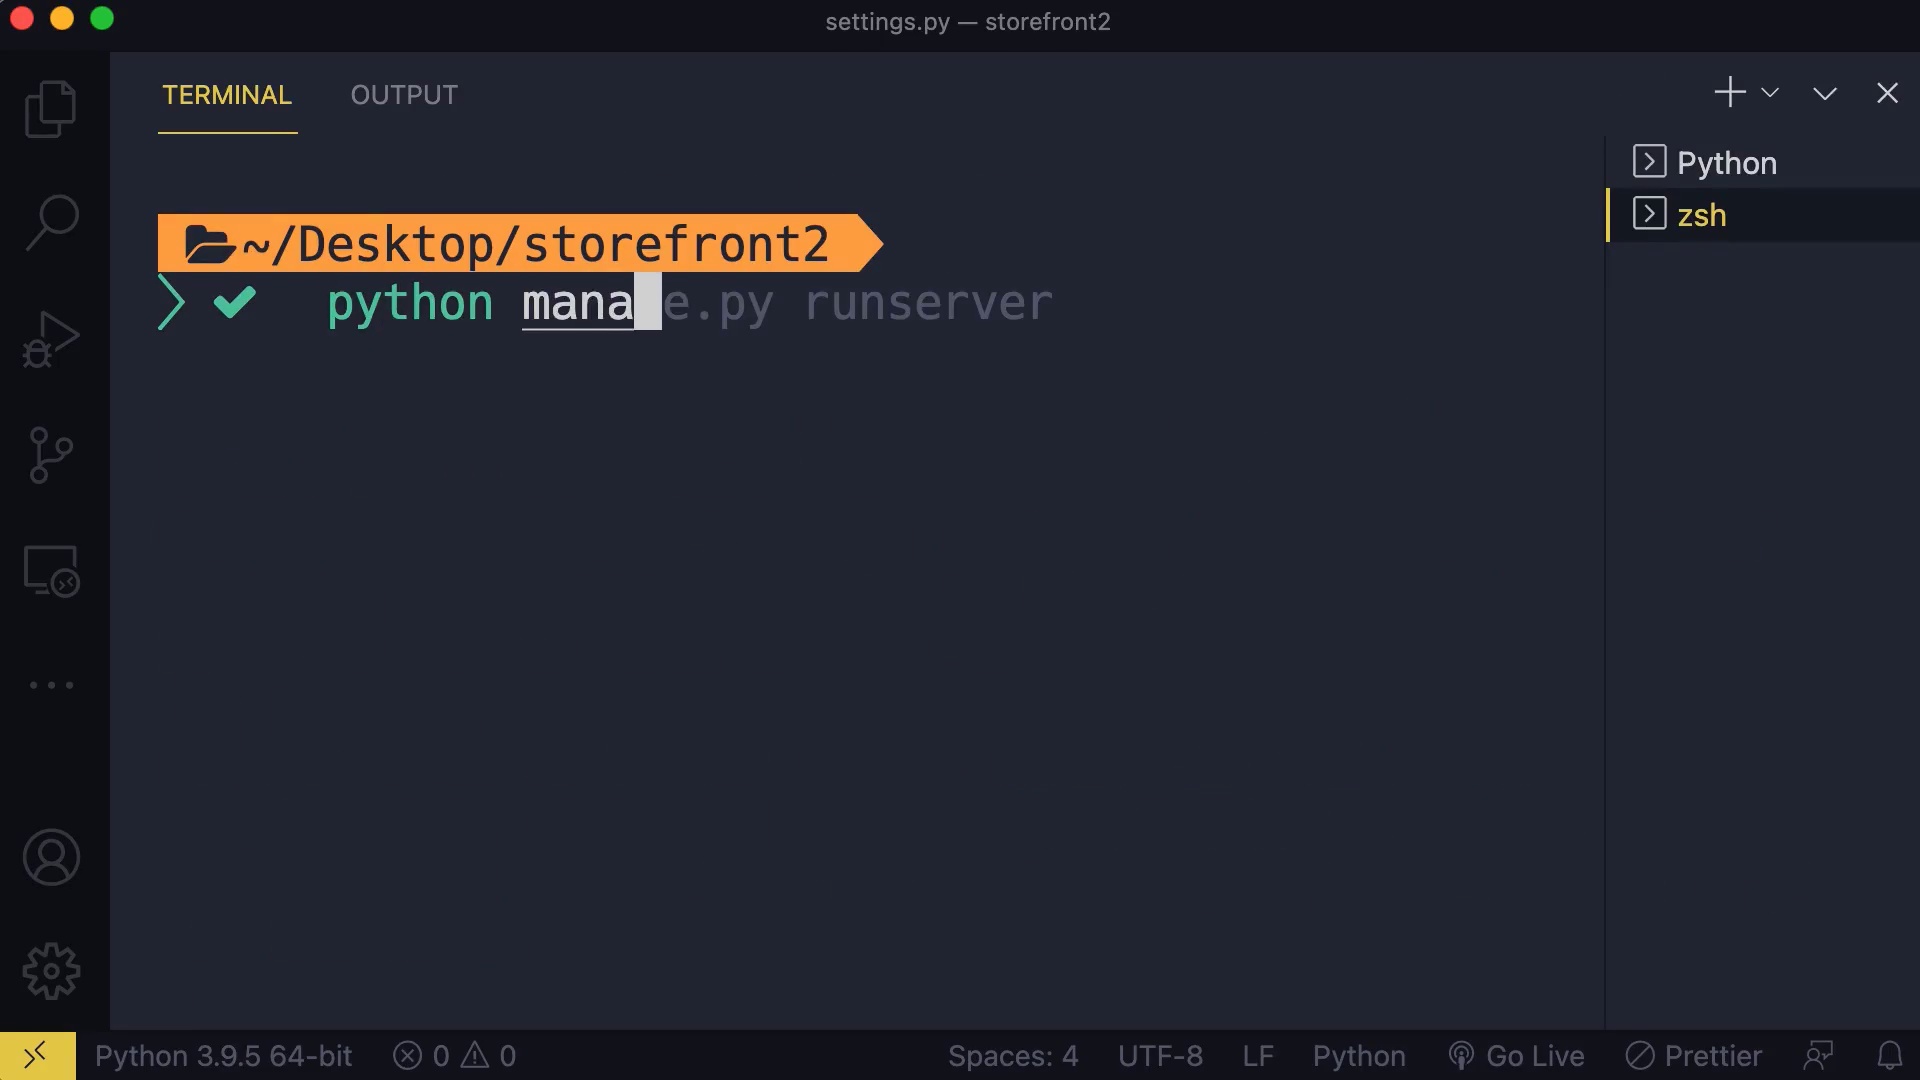 settings.py — storefront2
TERMINAL OUTPUT
Python
zsh
~/Desktop/storefront2
python mana e.py runserver
Python 3.9.5 64-bit 0 0 Spaces: 4 UTF-8 LF Python Go Live Prettier